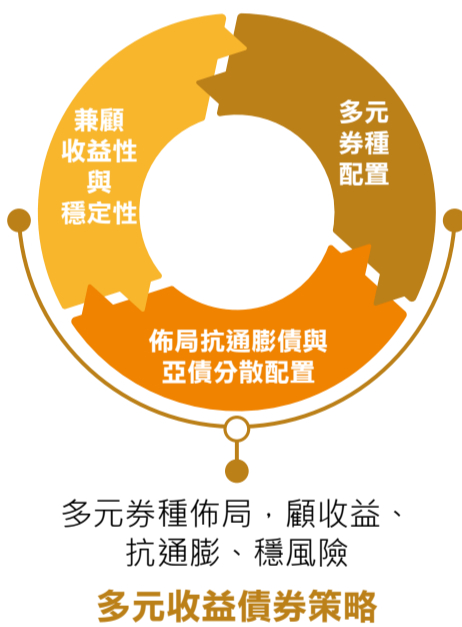 兼顧
收益性
與
穩定性
多元
券種
配置
佈局抗通膨債與
亞債分散配置
多元券種佈局，顧收益、
抗通膨、穩風險
多元收益債券策略